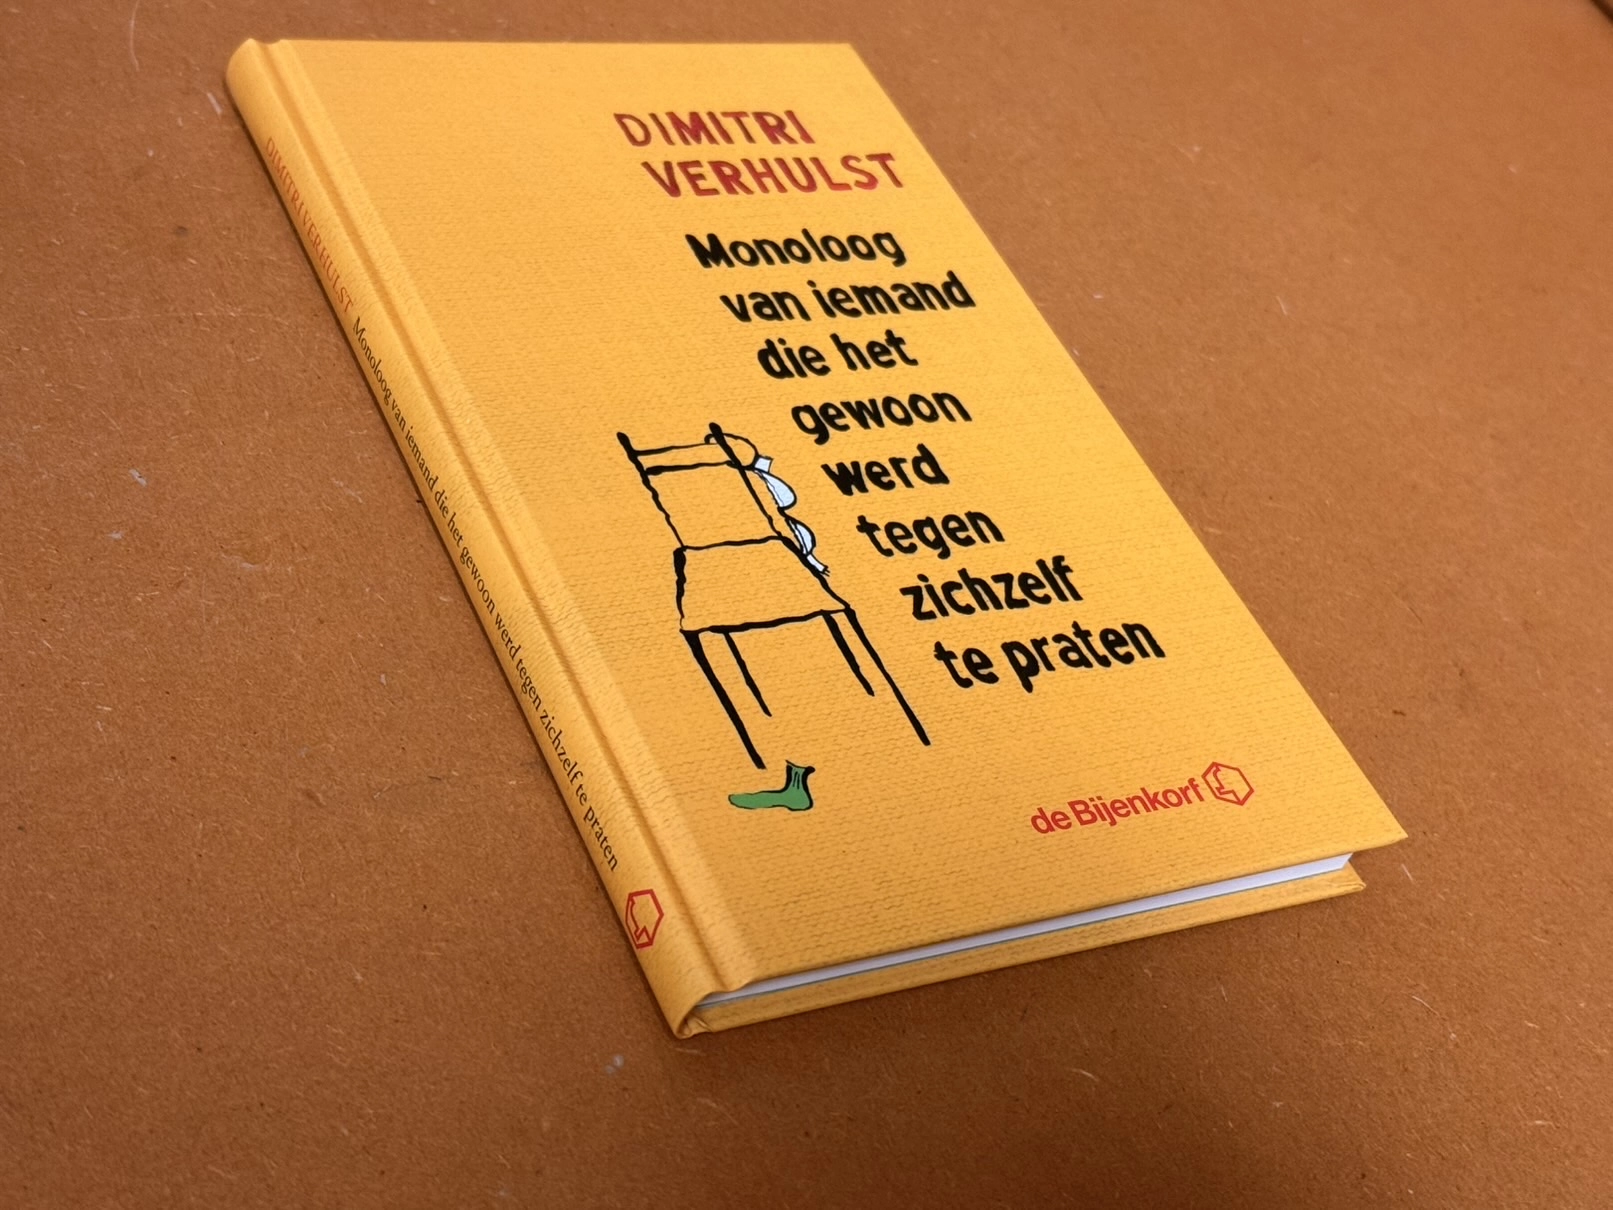 DIMITRI
VERHULST
Monoloog
van iemand
die het
gewoon
werd
tegen
zichzelf
te praten
de Bijenkorf
DIMITRI VERHULST Monoloog van iemand die het gewoon werd tegen zichzelf te praten